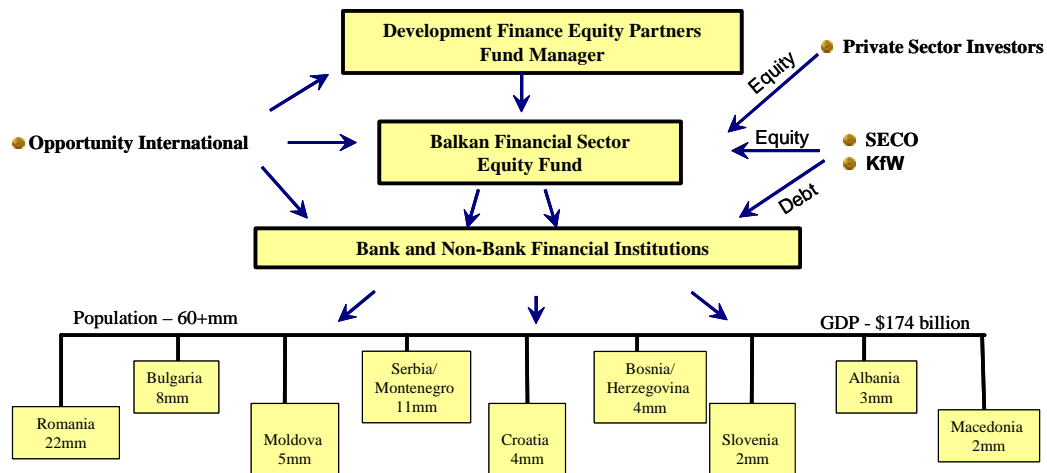 Development Finance Equity Partners
Fund Manager
Private Sector Investors
Equity
Opportunity International
Balkan Financial Sector
Equity Fund
Equity
SECO
KfW
Debt
Bank and Non-Bank Financial Institutions
Population – 60+mm
GDP - $174 billion
Romania
22mm
Bulgaria
8mm
Moldova
5mm
Serbia/
Montenegro
11mm
Croatia
4mm
Bosnia/
Herzegovina
4mm
Slovenia
2mm
Albania
3mm
Macedonia
2mm